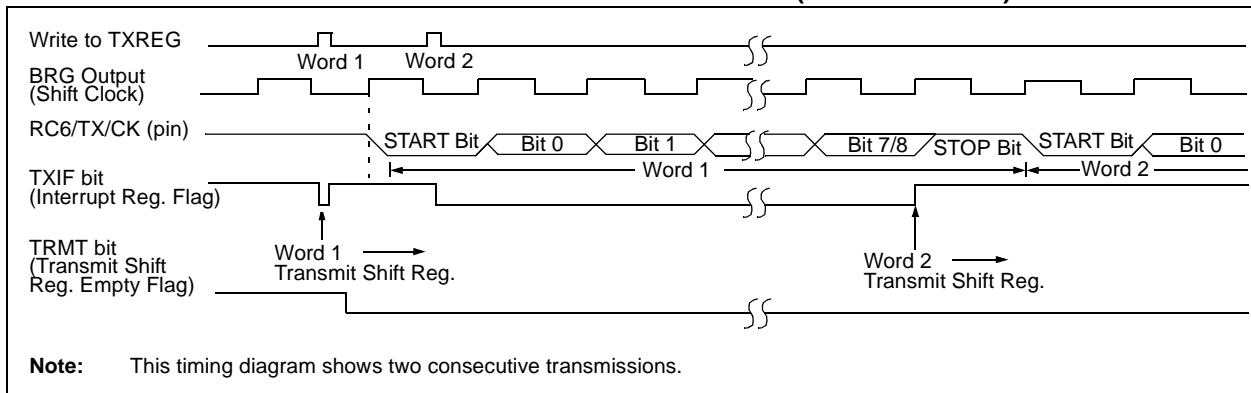 Write to TXREG
Word 1 Word 2
BRG Output
(Shift Clock)
RC6/TX/CK (pin)
START Bit Bit 0 Bit 1 Bit 7/8 STOP Bit START Bit Bit 0
Word 1 Word 2
TXIF bit
(Interrupt Reg. Flag)
TRMT bit
(Transmit Shift
Reg. Empty Flag)
Word 1
Transmit Shift Reg.
Word 2
Transmit Shift Reg.
Note: This timing diagram shows two consecutive transmissions.